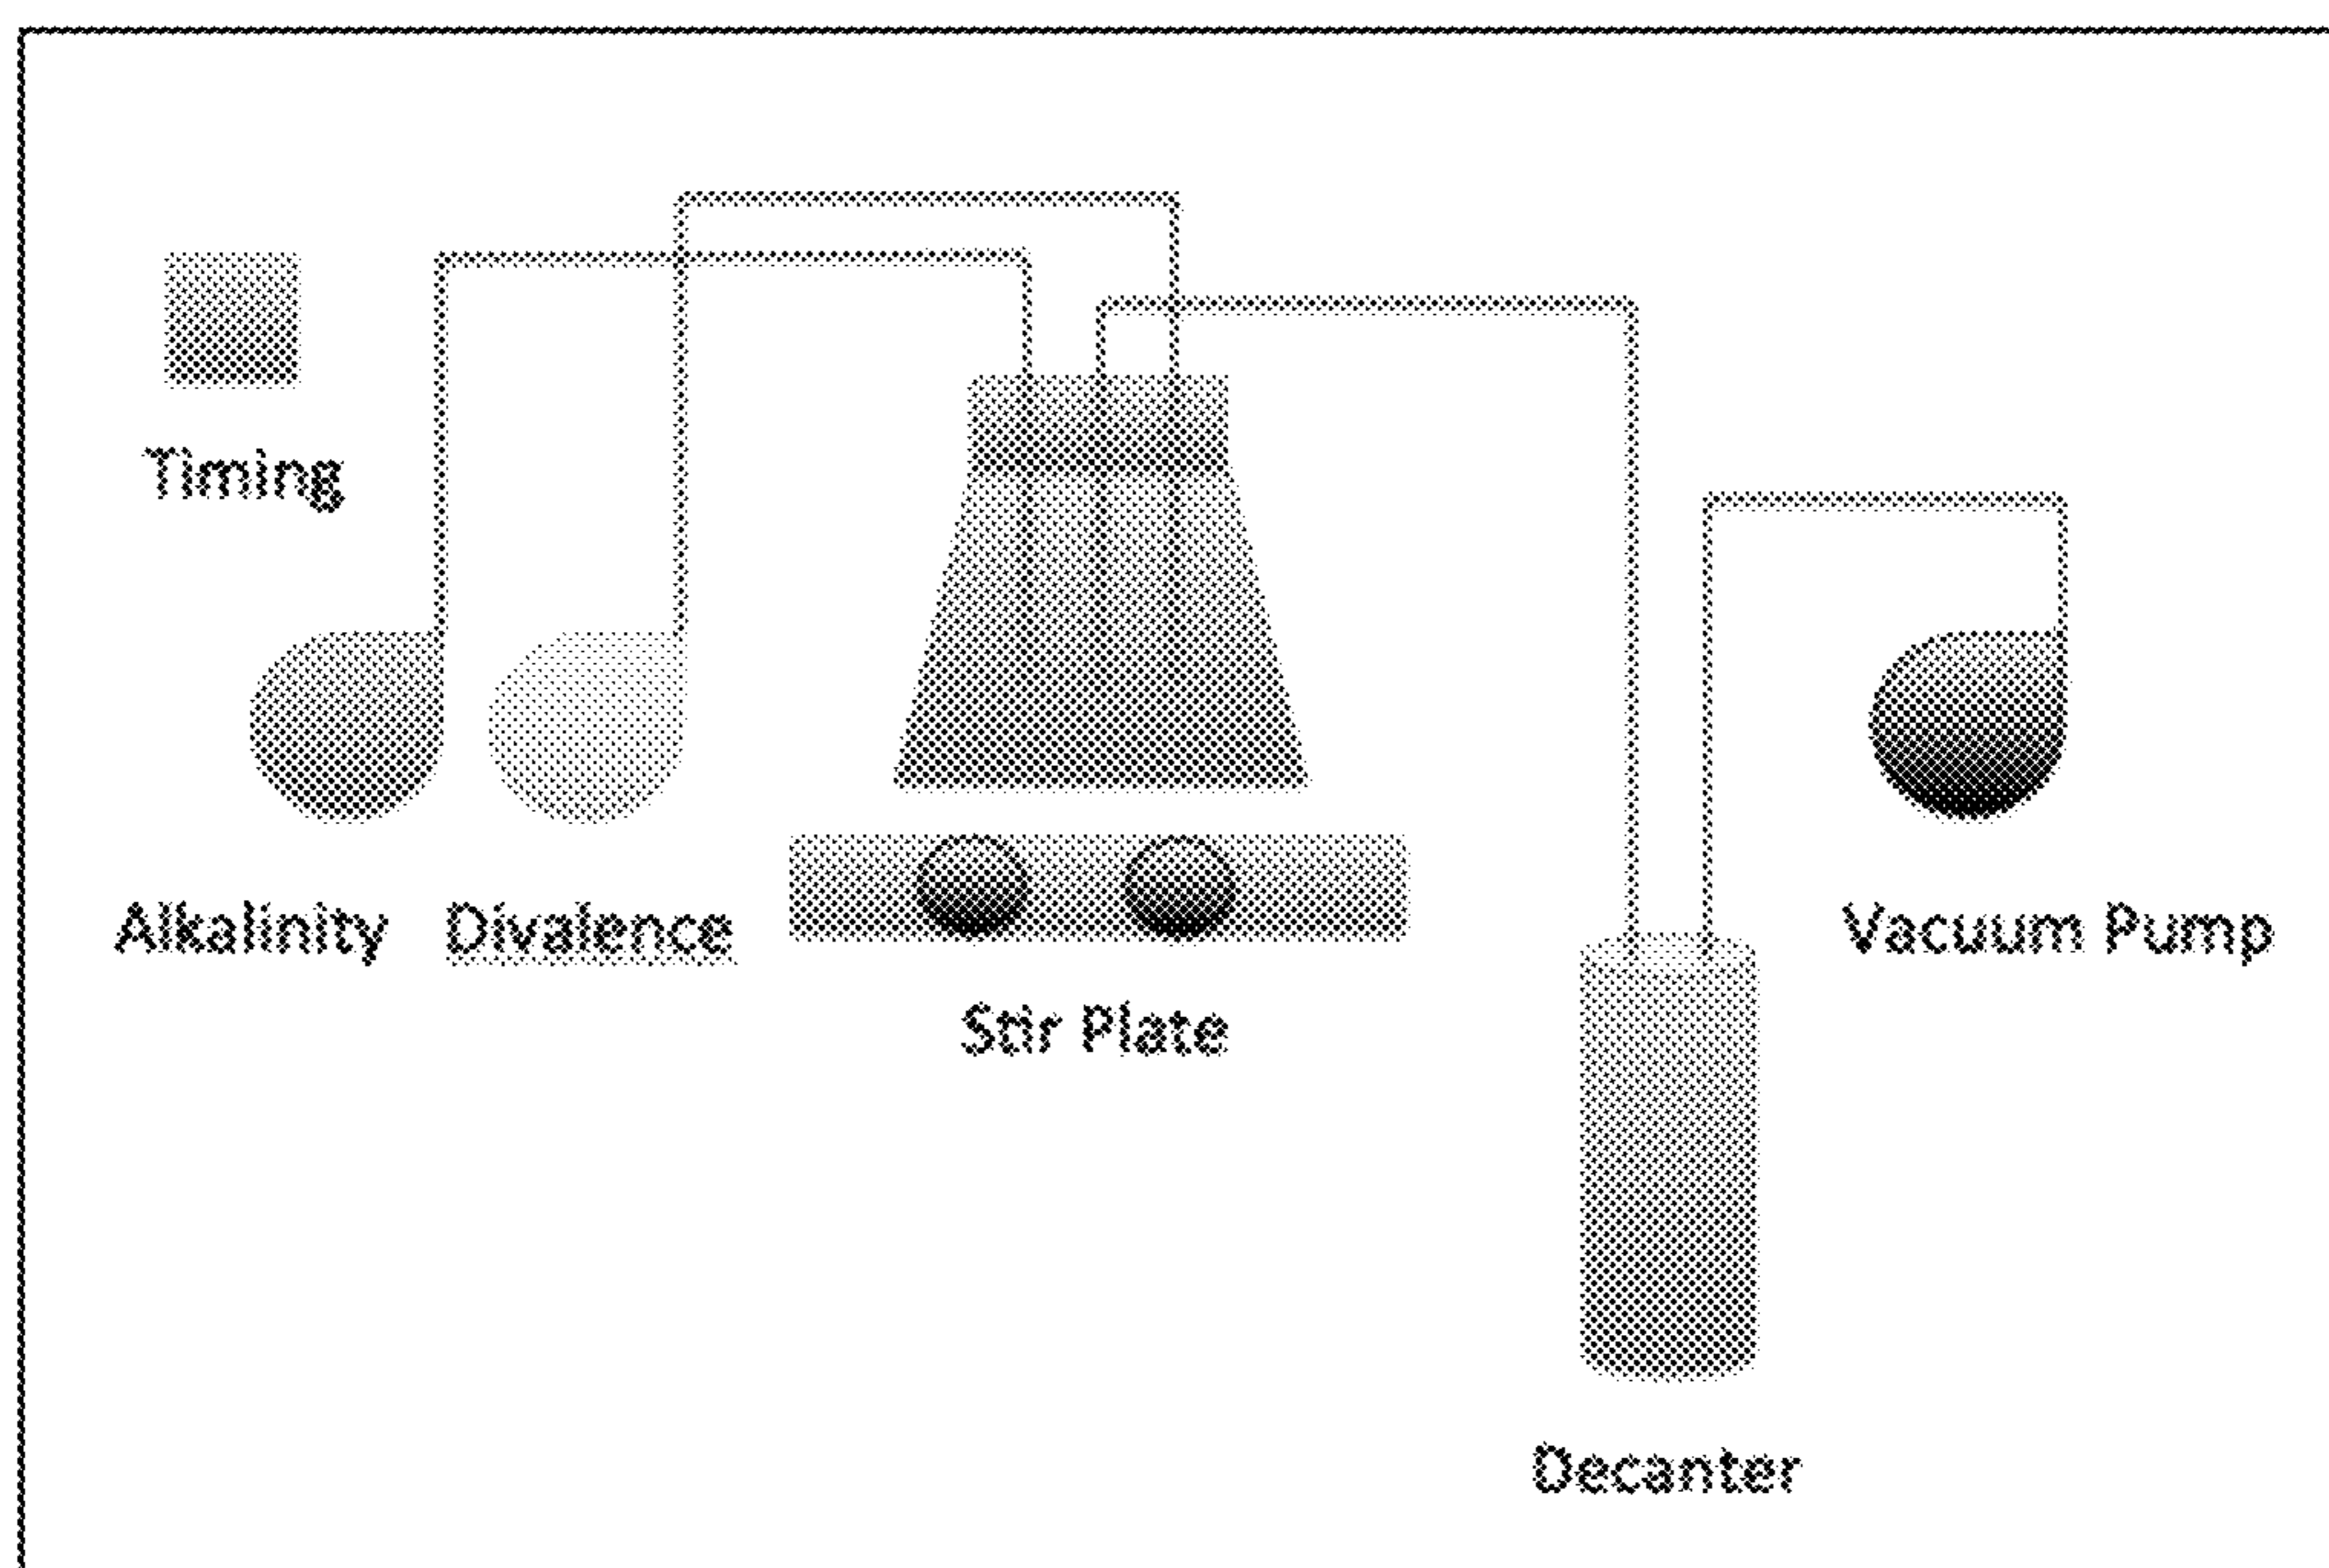 Timing
Alkalinity
Divalence
Vacuum Pump
Stir Plate
Decanter